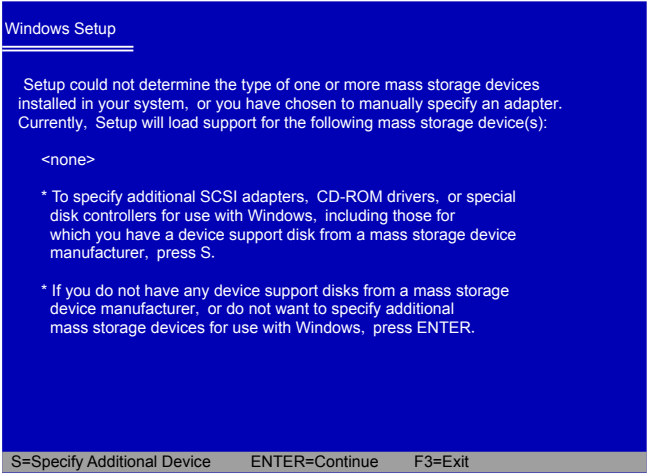 Windows Setup
Setup could not determine the type of one or more mass storage devices
installed in your system, or you have chosen to manually specify an adapter.
Currently, Setup will load support for the following mass storage device(s):
<none>
* To specify additional SCSI adapters, CD-ROM drivers, or special
disk controllers for use with Windows, including those for
which you have a device support disk from a mass storage device
manufacturer, press S.
* If you do not have any device support disks from a mass storage
device manufacturer, or do not want to specify additional
mass storage devices for use with Windows, press ENTER.
S=Specify Additional Device ENTER=Continue F3=Exit